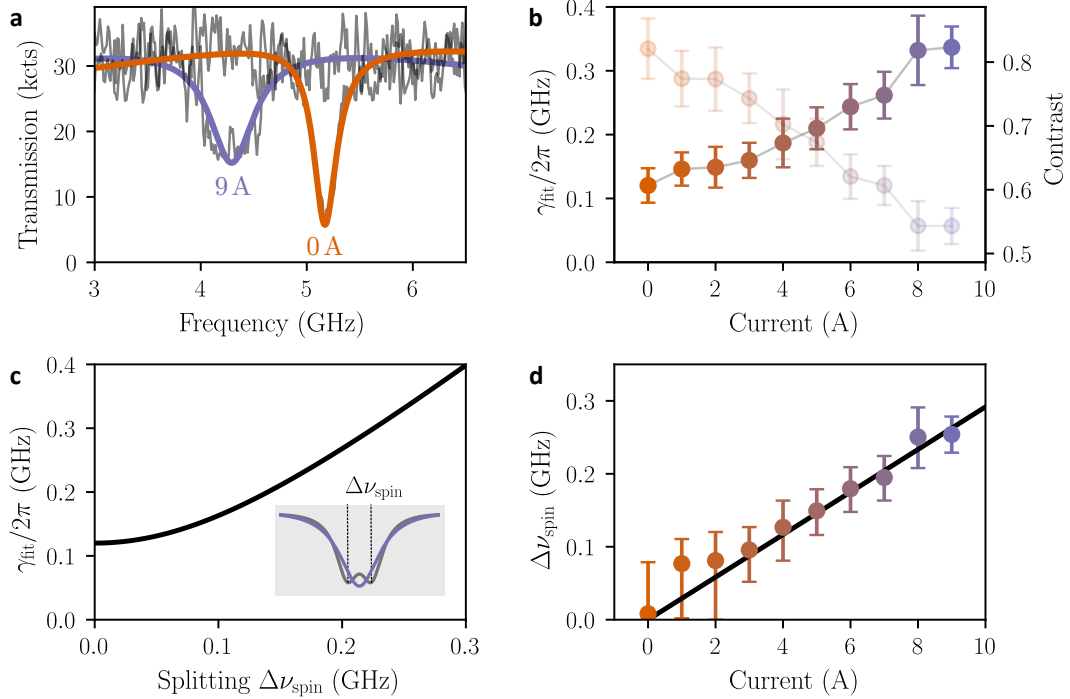 a
Transmission (kcts)
30
20
10
0
9 A
0 A
3
4
5
6
Frequency (GHz)
b
γfit/2π (GHz)
0.4
0.3
0.2
0.1
0.0
0.8
0.7
0.6
0.5
Contrast
0
2
4
6
8
10
Current (A)
c
γfit/2π (GHz)
0.4
0.3
0.2
0.1
0.0
Δνspin
0.0
0.1
0.2
0.3
Splitting Δνspin (GHz)
d
Δνspin (GHz)
0.3
0.2
0.1
0.0
0
2
4
6
8
10
Current (A)